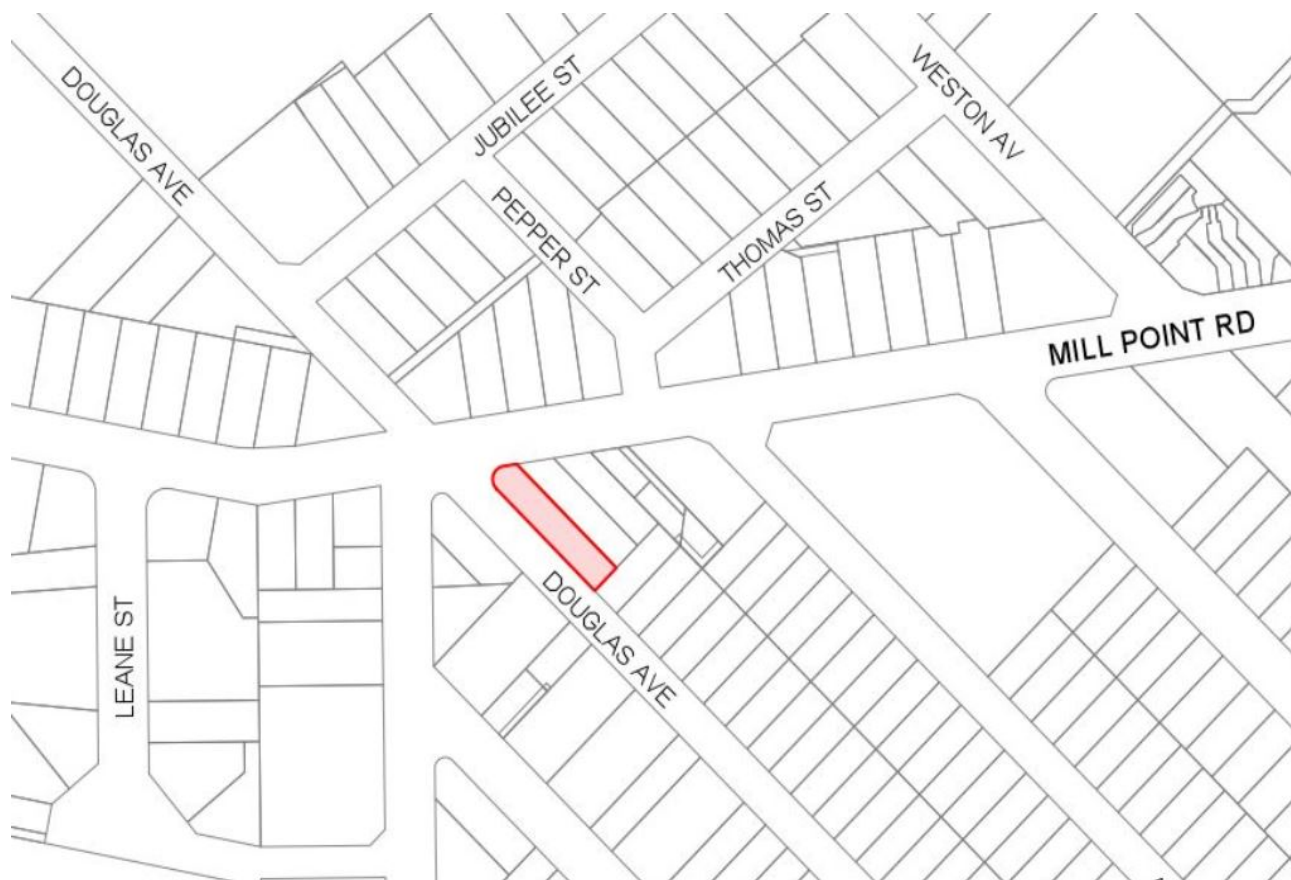 DOUGLAS AVE
JUBILEE ST
WESTON AV
PEPPER ST
THOMAS ST
MILL POINT RD
DOUGLAS AVE
LEANE ST